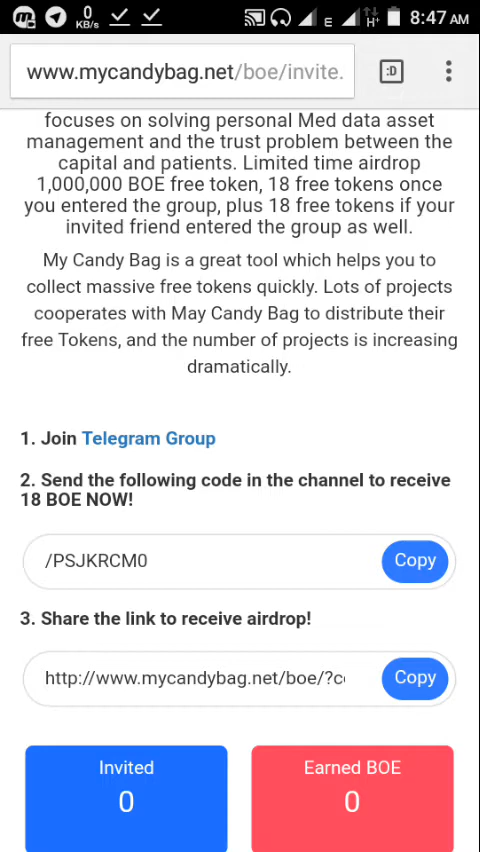 0
KB/s
E
H+
8:47 AM
www.mycandybag.net/boe/invite.
:D
focuses on solving personal Med data asset
management and the trust problem between the
capital and patients. Limited time airdrop
1,000,000 BOE free token, 18 free tokens once
you entered the group, plus 18 free tokens if your
invited friend entered the group as well.
My Candy Bag is a great tool which helps you to
collect massive free tokens quickly. Lots of projects
cooperates with May Candy Bag to distribute their
free Tokens, and the number of projects is increasing
dramatically.
1. Join Telegram Group
2. Send the following code in the channel to receive
18 BOE NOW!
/PSJKRCM0 Copy
3. Share the link to receive airdrop!
http://www.mycandybag.net/boe/?c Copy
Invited Earned BOE
0 0